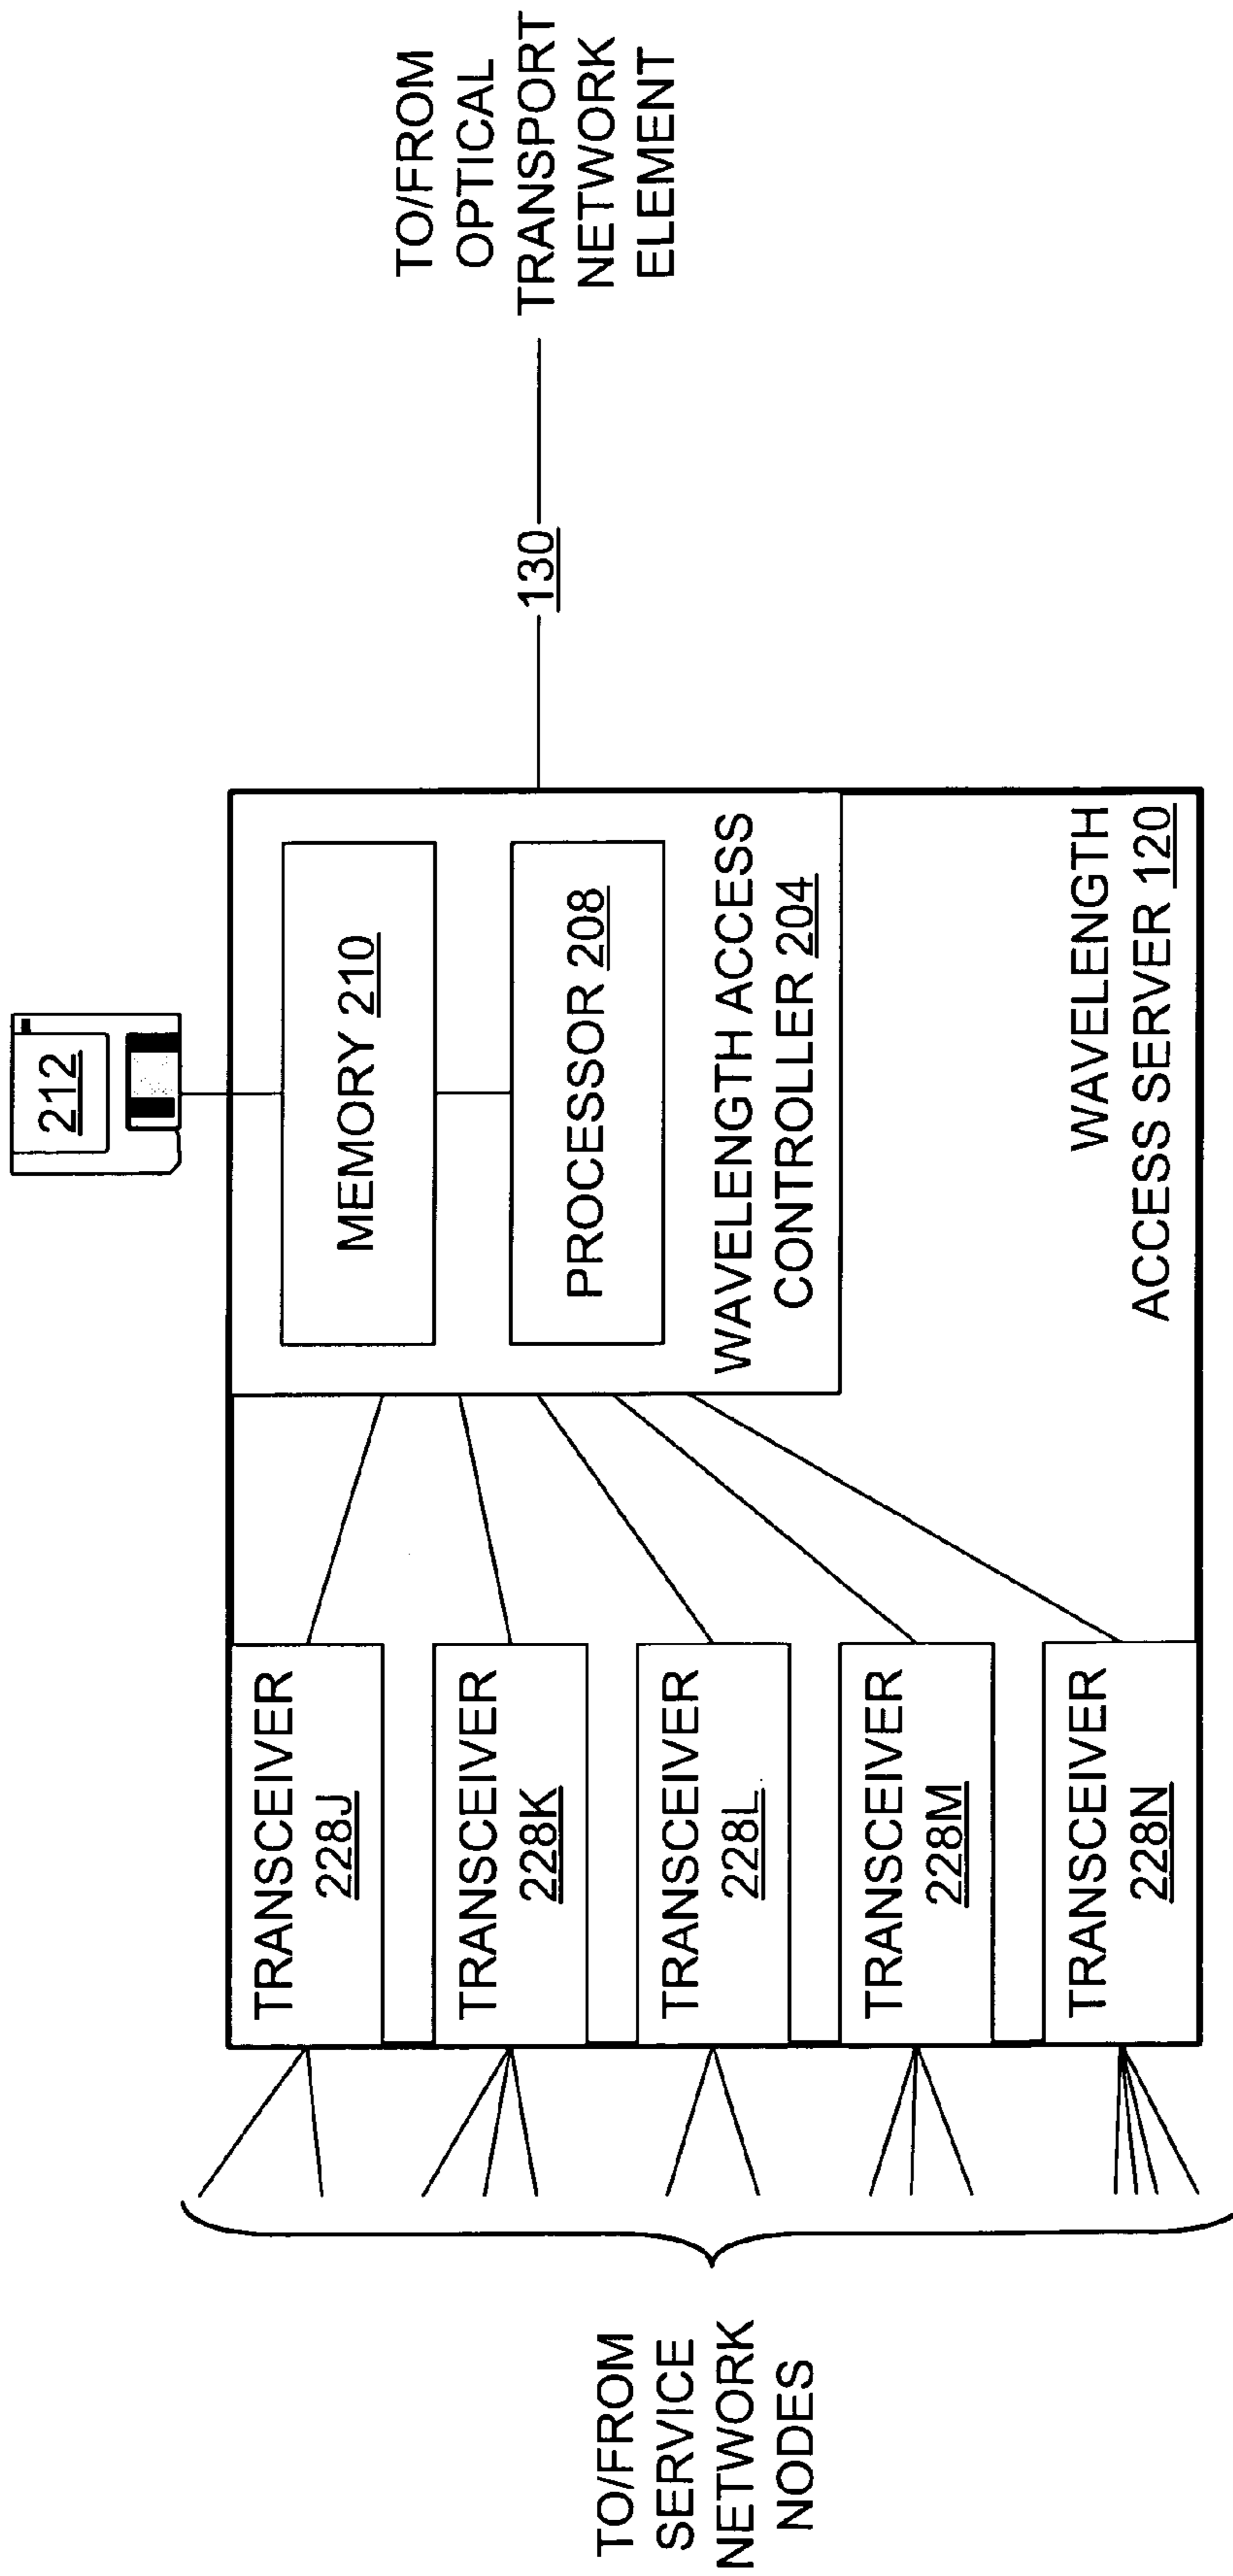 212
MEMORY 210
PROCESSOR 208
WAVELENGTH ACCESS
CONTROLLER 204
WAVELENGTH
ACCESS SERVER 120
TRANSCEIVER
228J
TRANSCEIVER
228K
TRANSCEIVER
228L
TRANSCEIVER
228M
TRANSCEIVER
228N
TO/FROM
SERVICE
NETWORK
NODES
130
TO/FROM
OPTICAL
TRANSPORT
NETWORK
ELEMENT